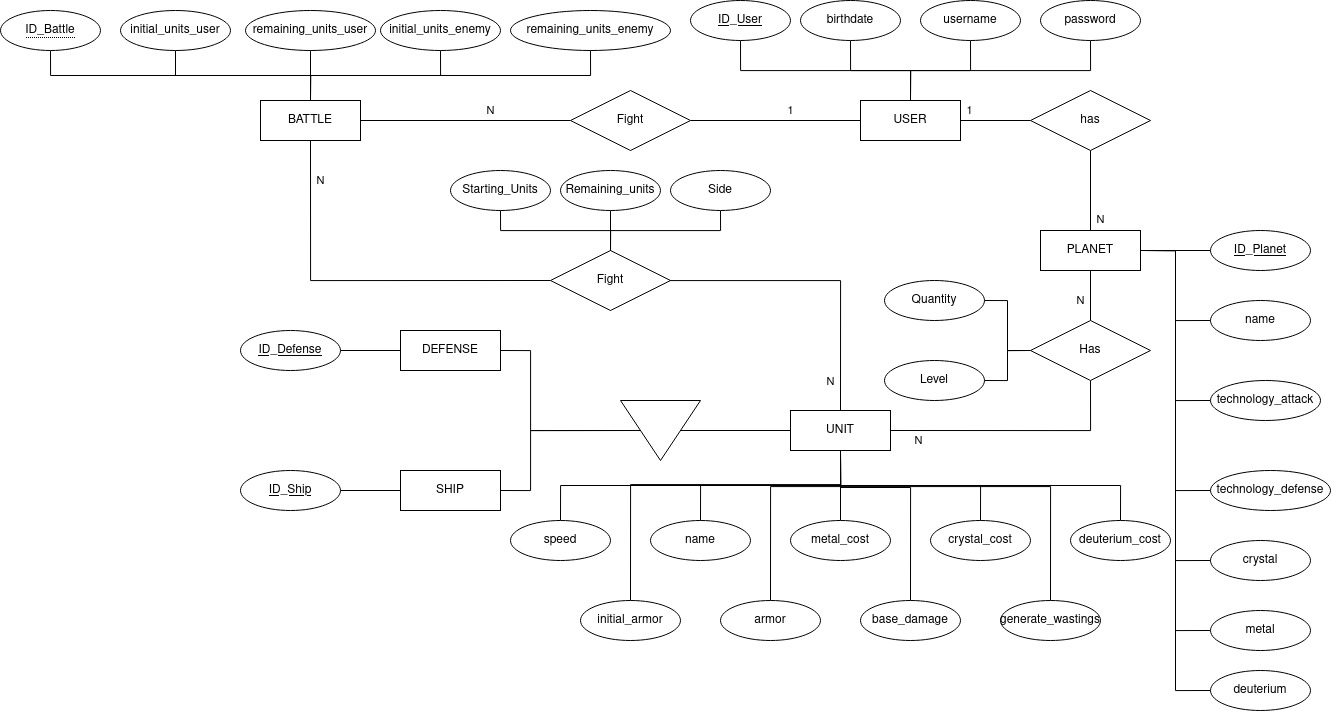 ID_User
birthdate
username
password
ID_Battle
initial_units_user
remaining_units_user
initial_units_enemy
remaining_units_enemy
N
1
1
BATTLE
Fight
USER
has
N
Starting_Units
Remaining_units
Side
N
PLANET
ID_Planet
Fight
Quantity
N
name
ID_Defense
DEFENSE
Has
Level
N
technology_attack
UNIT
N
ID_Ship
SHIP
technology_defense
speed
name
metal_cost
crystal_cost
deuterium_cost
crystal
initial_armor
armor
base_damage
generate_wastings
metal
deuterium